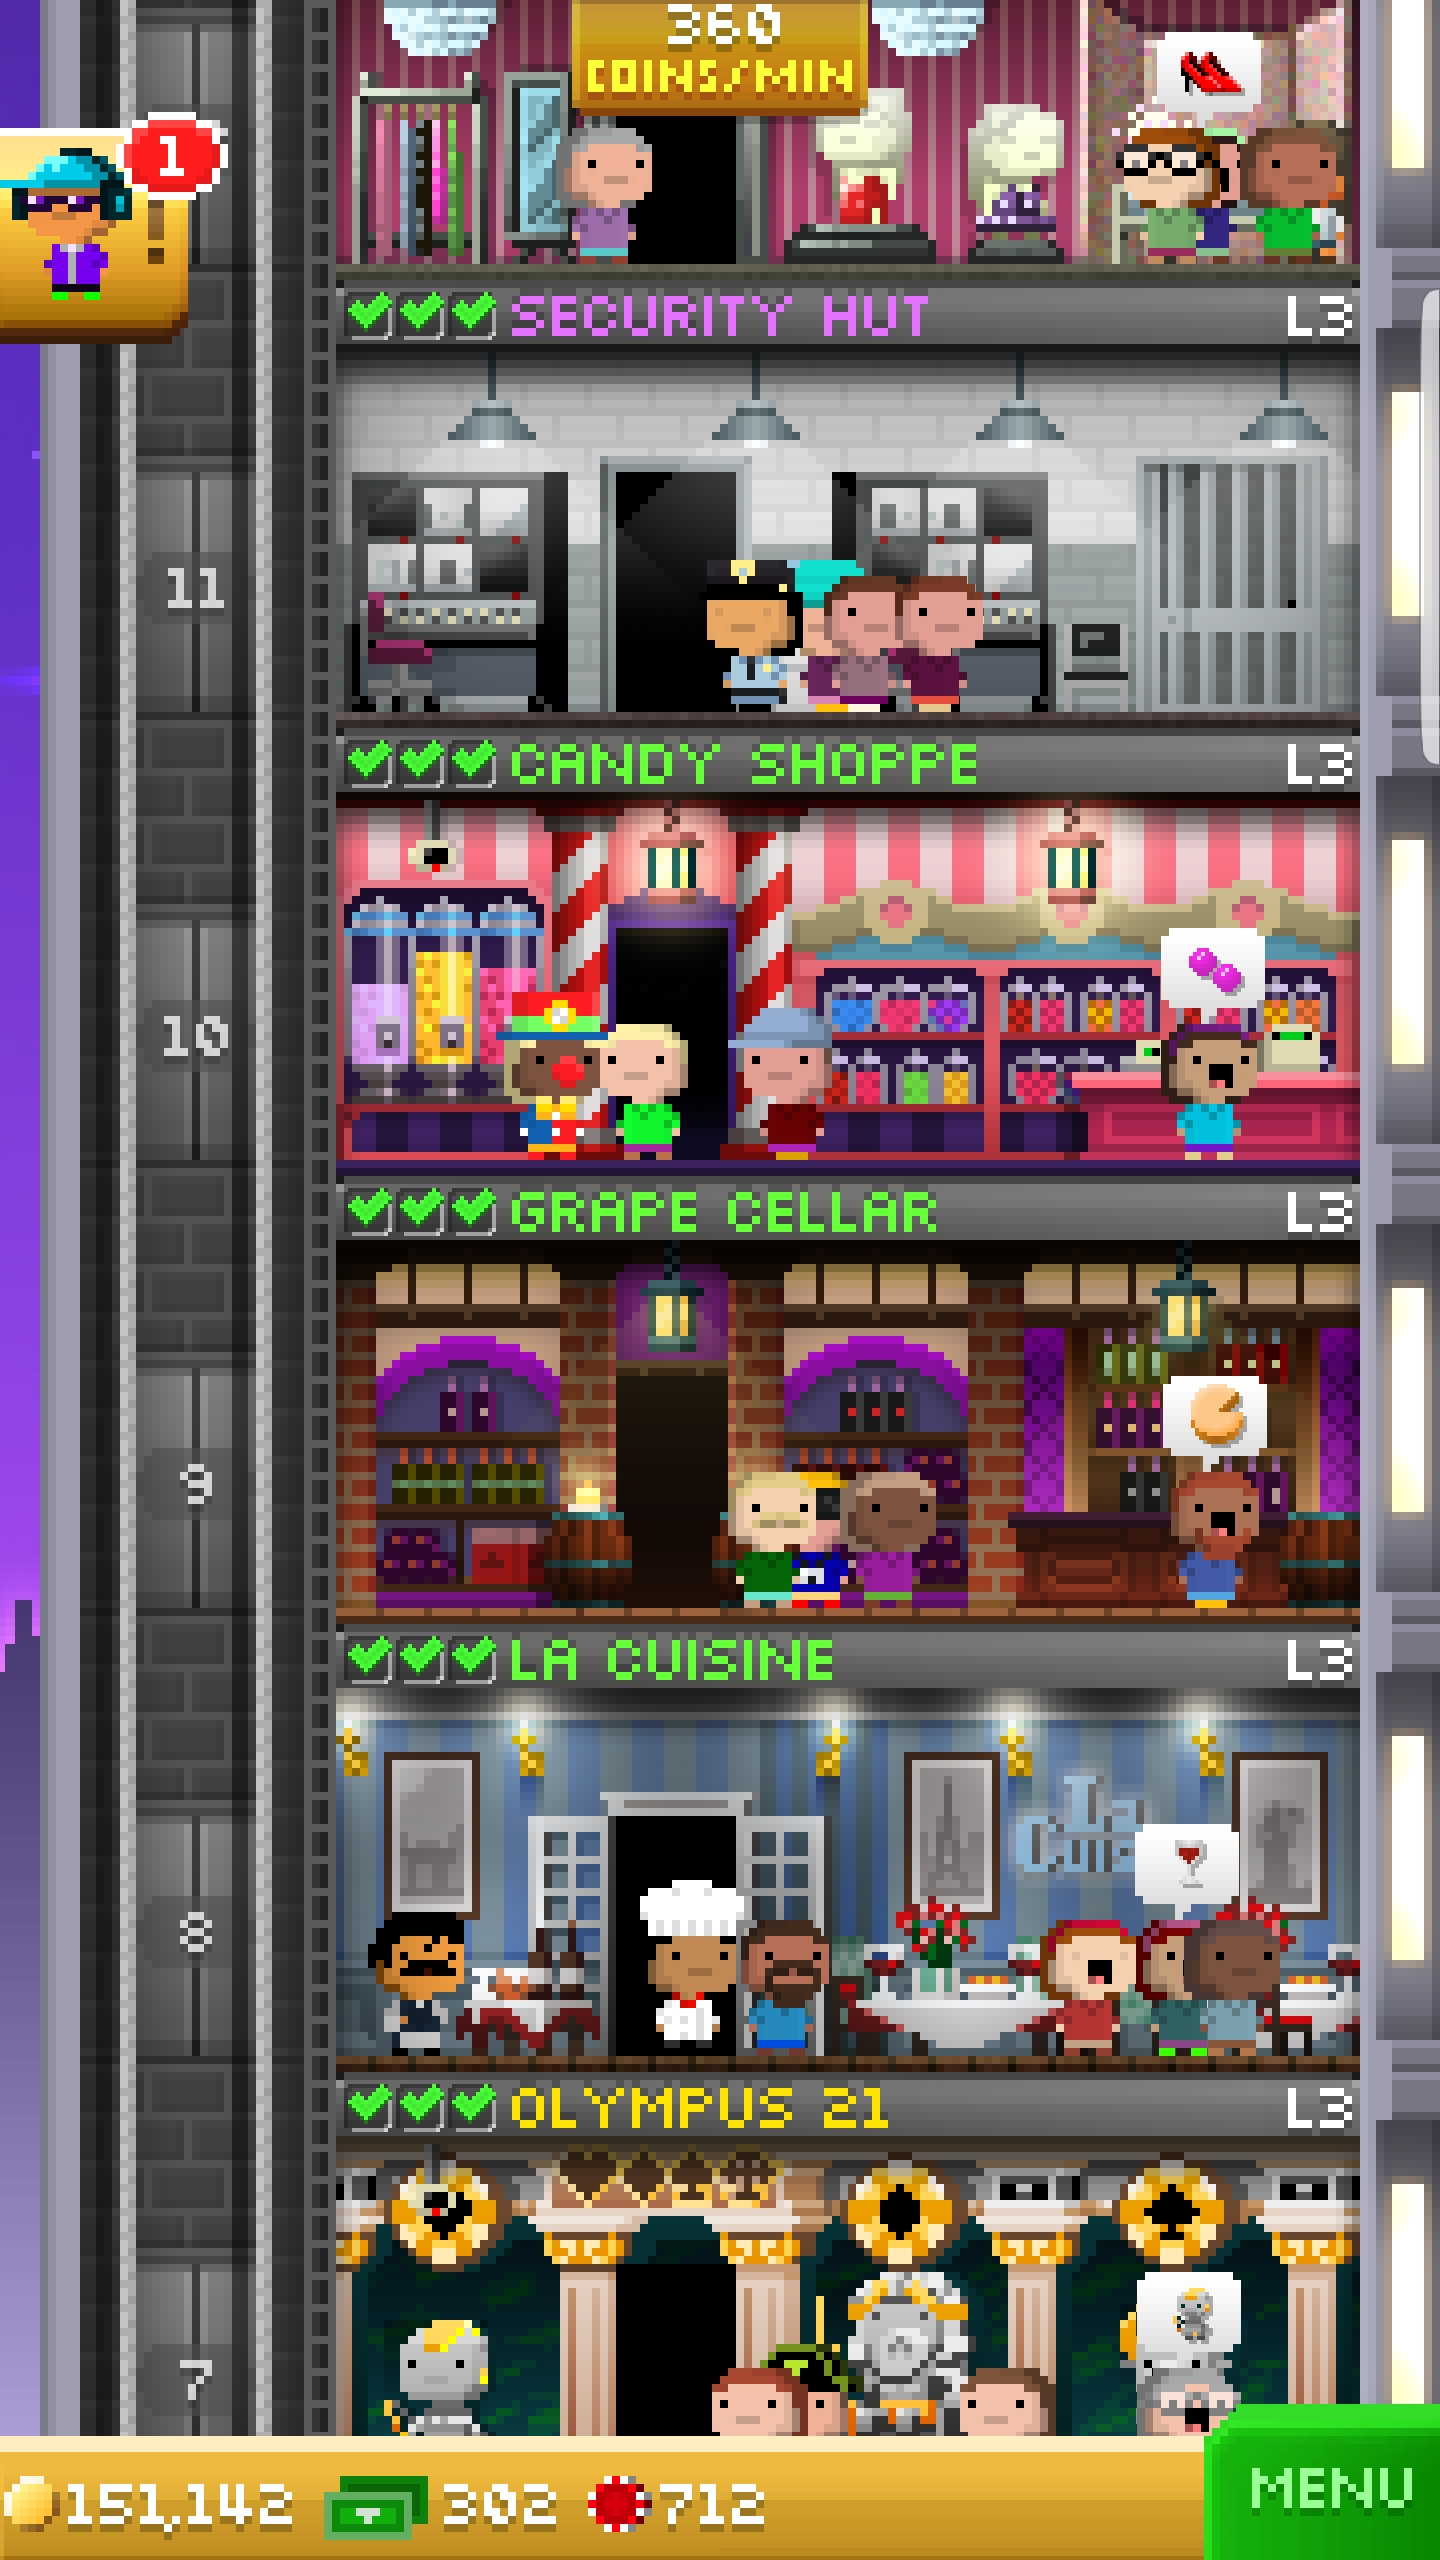 360
COINS/MIN
1
SECURITY HUT L3
11
CANDY SHOPPE L3
10
GRAPE CELLAR L3
9
LA CUISINE L3
La
8
OLYMPUS 21 L3
7
151,142 302 712
MENU